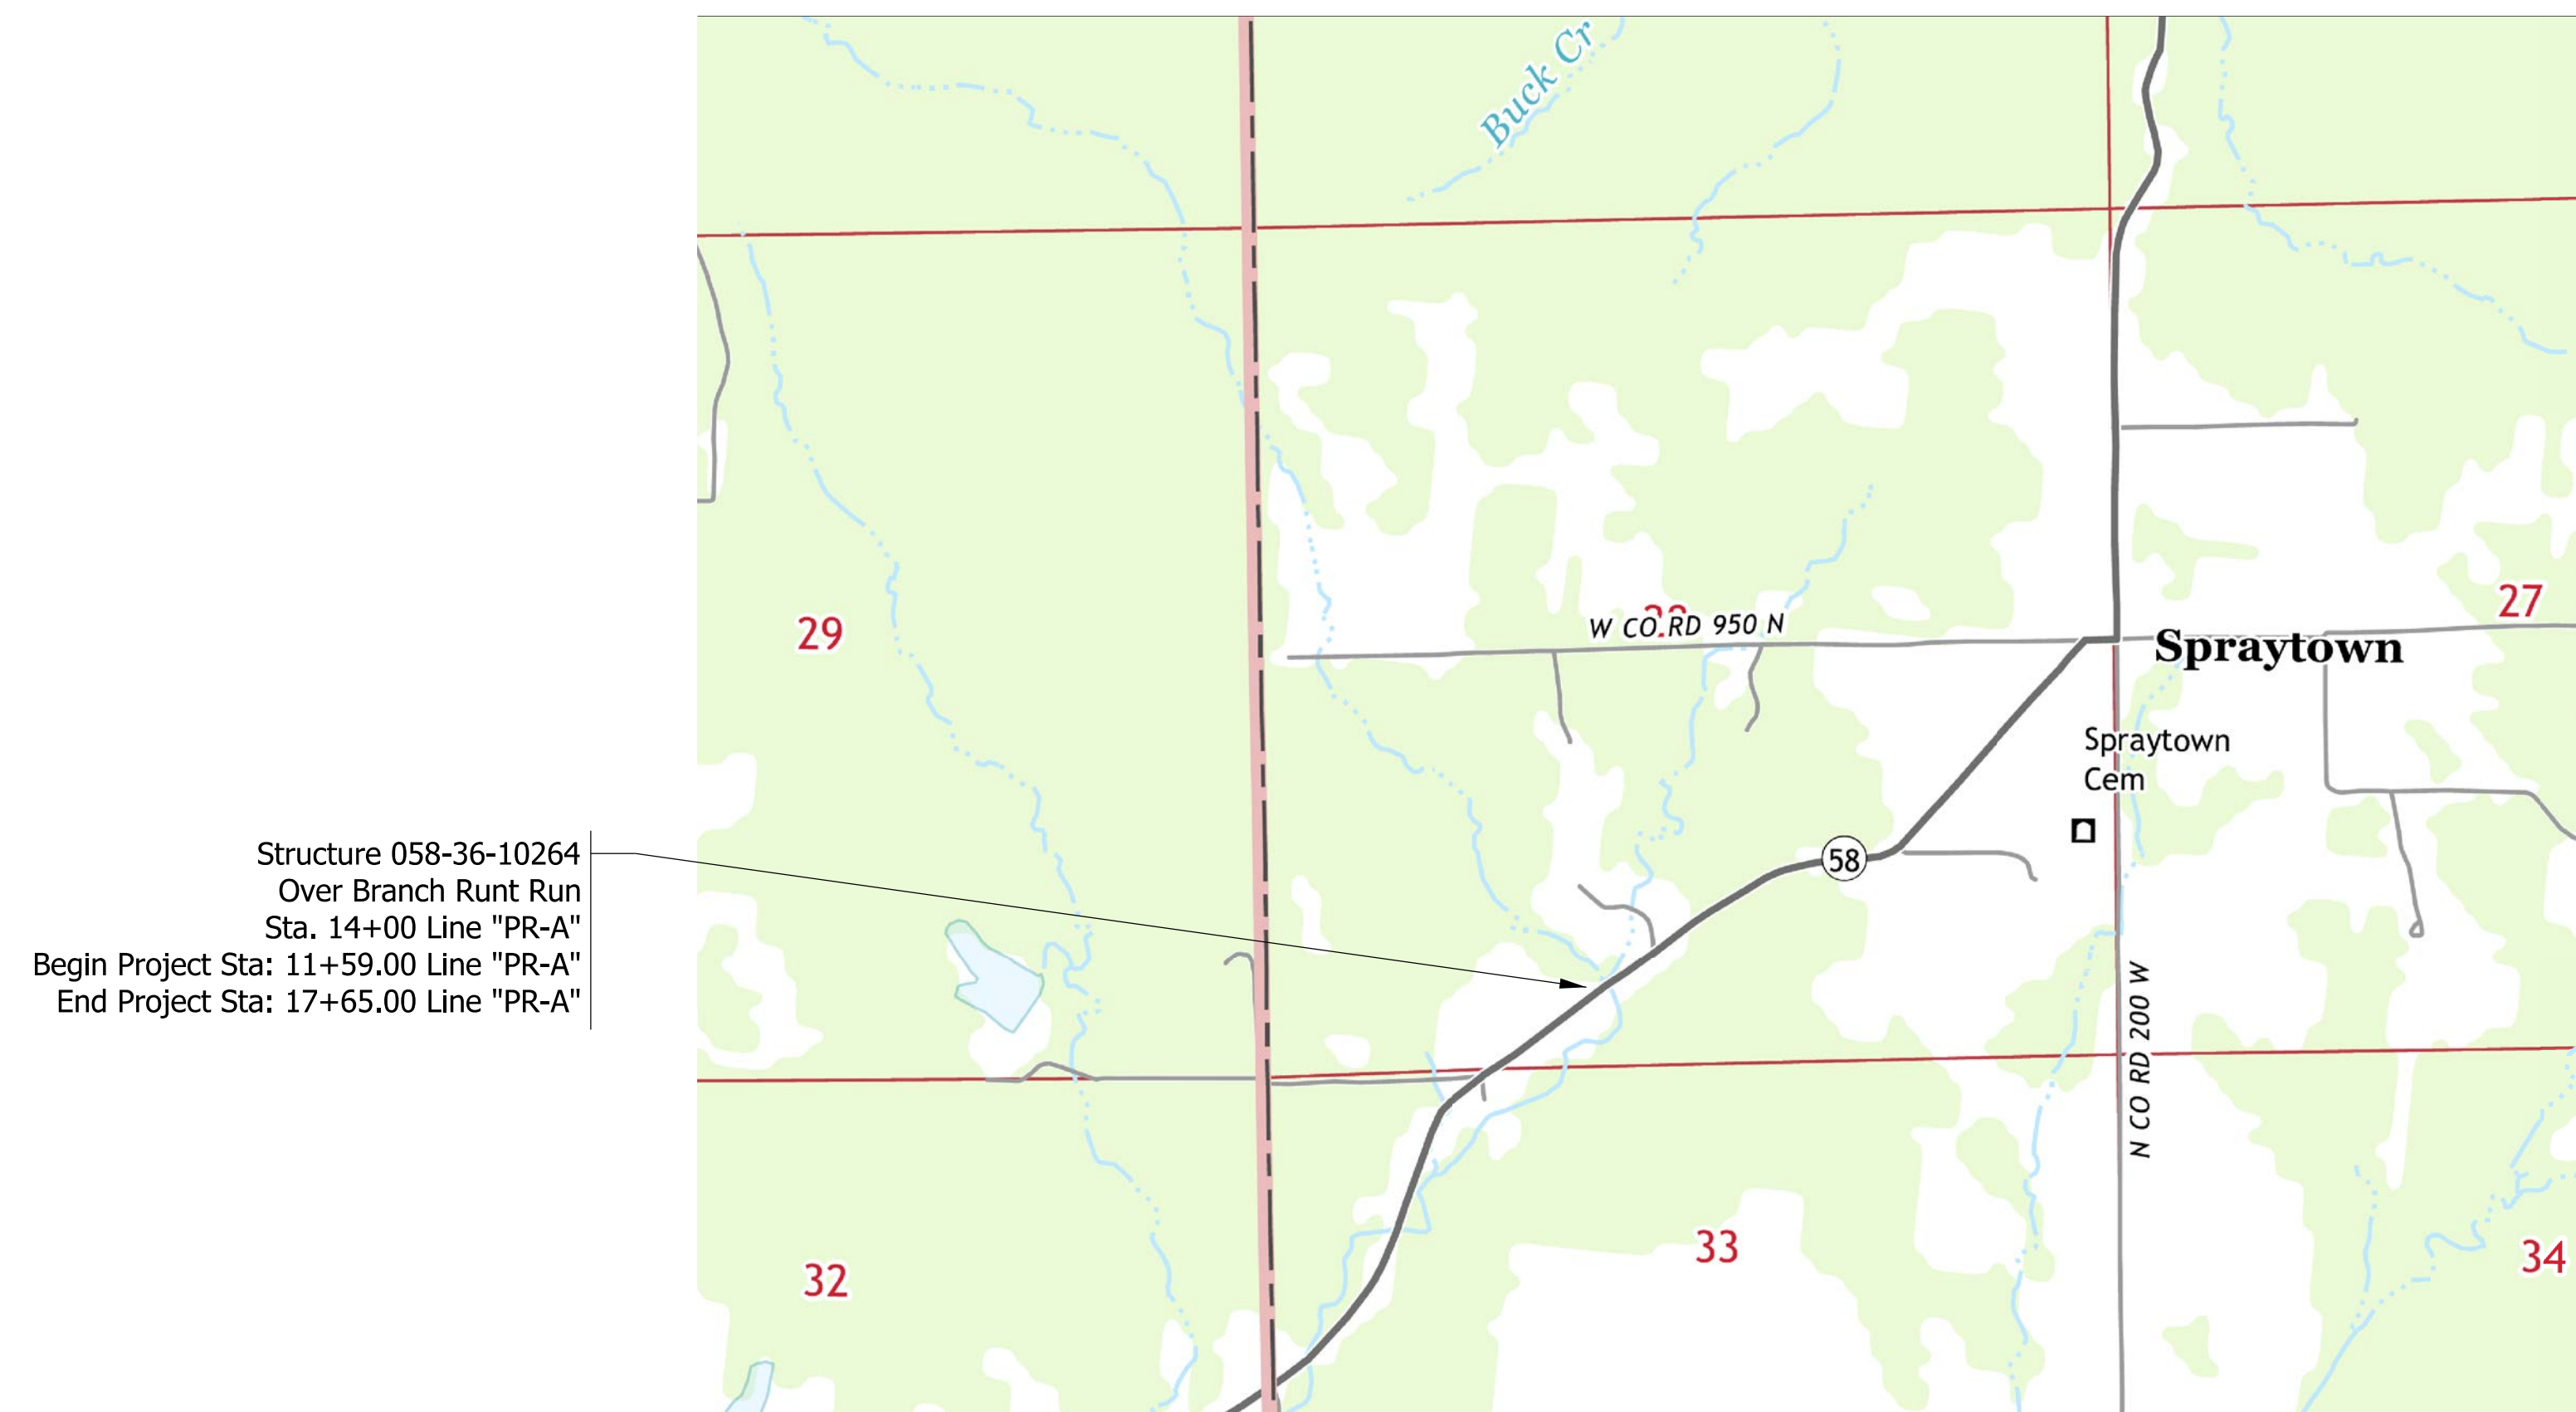 Buck Cr
29
W CO RD 950 N
27
Spraytown
Spraytown
Cem
Structure 058-36-10264
Over Branch Runt Run
Sta. 14+00 Line "PR-A"
Begin Project Sta: 11+59.00 Line "PR-A"
End Project Sta: 17+65.00 Line "PR-A"
58
N CO RD 200 W
32
33
34